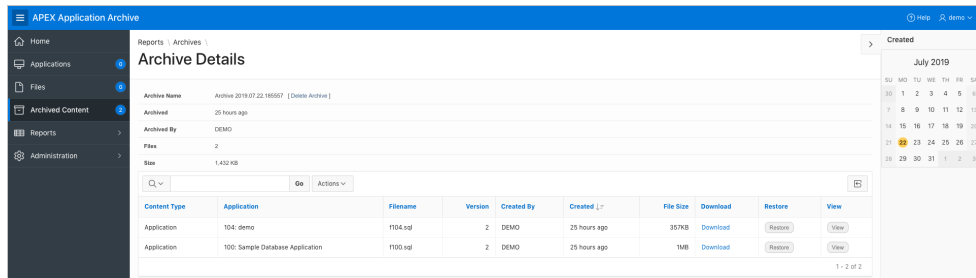 APEX Application Archive
Help demo
Home
Applications 0
Files 0
Archived Content 2
Reports
Administration
Reports \ Archives \
Archive Details
Archive Name Archive 2019.07.22.185557 [ Delete Archive ]
Archived 25 hours ago
Archived By DEMO
Files 2
Size 1,432 KB
Go Actions
Content Type Application Filename Version Created By Created File Size Download Restore View
Application 104: demo f104.sql 2 DEMO 25 hours ago 357KB Download Restore View
Application 100: Sample Database Application f100.sql 2 DEMO 25 hours ago 1MB Download Restore View
1 - 2 of 2
Created
July 2019
SU MO TU WE TH FR
30 1 2 3 4 5 6
7 8 9 10 11 12
14 15 16 17 18 19
21 22 23 24 25 26
28 29 30 31 1 2